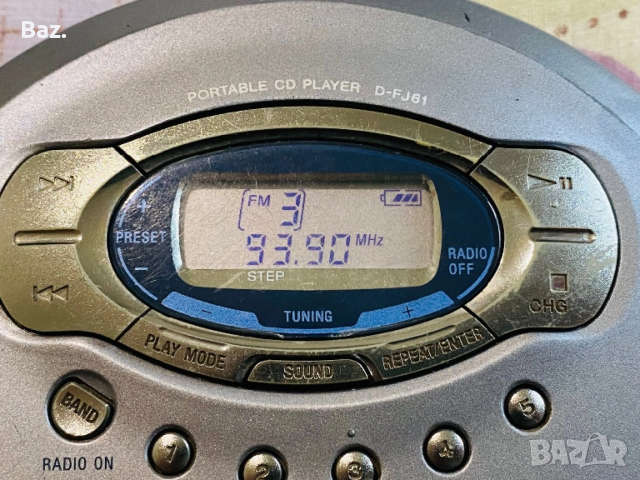 Baz.
PORTABLE CD PLAYER D-FJ61
FM 3
93.90 MHz
STEP
+
PRESET
−
RADIO
OFF
− TUNING +
CHG
PLAY MODE
SOUND
REPEAT/ENTER
BAND
RADIO ON
1
2
3
4
5
BAZAR